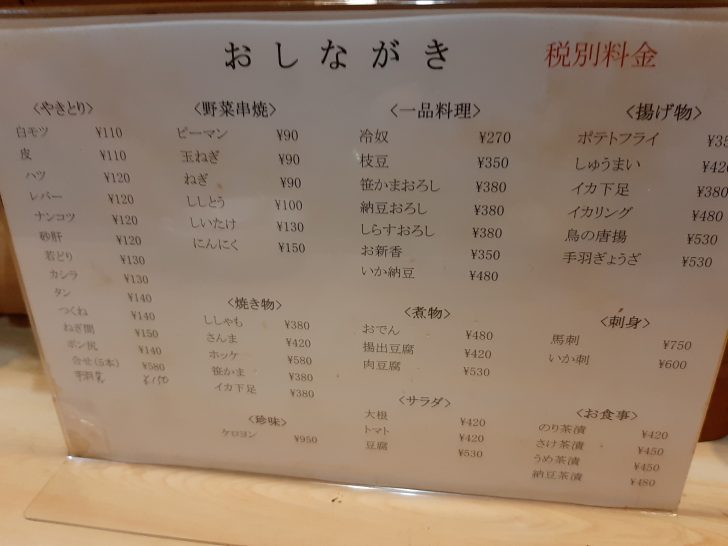 おしながき 税別料金
<やきとり>
白モツ ¥110
皮 ¥110
ハツ ¥120
レバー ¥120
ナンコツ ¥120
砂肝 ¥120
若どり ¥130
カシラ ¥130
タン ¥140
つくね ¥140
ねぎ間 ¥150
ボン尻 ¥140
合せ(5本) ¥580
¥150
<野菜串焼>
ピーマン ¥90
玉ねぎ ¥90
ねぎ ¥90
ししとう ¥100
しいたけ ¥130
にんにく ¥150
<焼き物>
ししゃも ¥380
さんま ¥420
ホッケ ¥580
笹かま ¥380
イカ下足 ¥380
<珍味>
ケロヨン ¥950
<一品料理>
冷奴 ¥270
枝豆 ¥350
笹かまおろし ¥380
納豆おろし ¥380
しらすおろし ¥380
お新香 ¥350
いか納豆 ¥480
<煮物>
おでん ¥480
揚出豆腐 ¥420
肉豆腐 ¥530
<サラダ>
大根 ¥420
トマト ¥420
豆腐 ¥530
<揚げ物>
ポテトフライ
しゅうまい ¥420
イカ下足 ¥380
イカリング ¥480
鳥の唐揚 ¥530
手羽ぎょうざ ¥530
<刺身>
馬刺 ¥750
いか刺 ¥600
<お食事>
のり茶漬 ¥420
さけ茶漬 ¥450
うめ茶漬 ¥450
納豆茶漬 ¥480